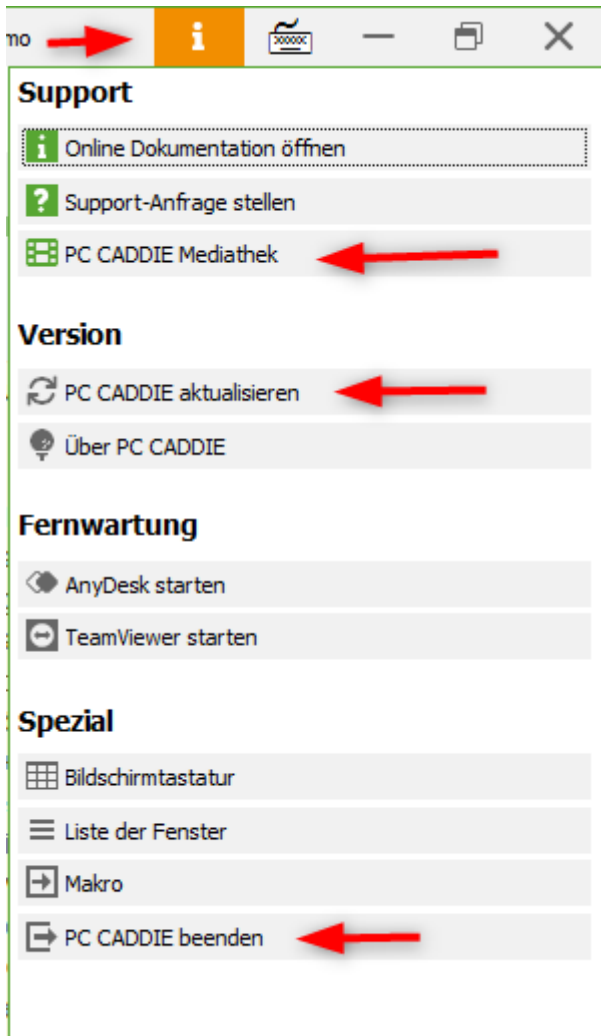 mo
Support
Online Dokumentation öffnen
Support-Anfrage stellen
PC CADDIE Mediathek
Version
PC CADDIE aktualisieren
Über PC CADDIE
Fernwartung
AnyDesk starten
TeamViewer starten
Spezial
Bildschirmtastatur
Liste der Fenster
Makro
PC CADDIE beenden